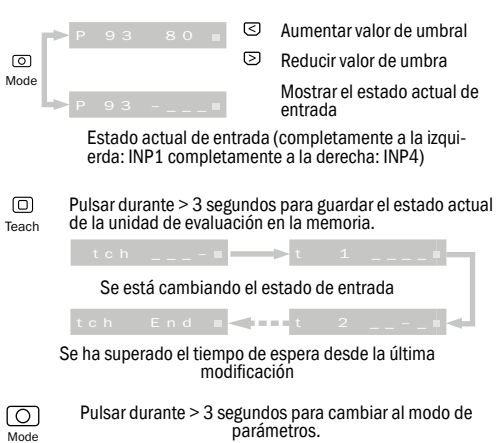 P 93 80
Aumentar valor de umbral
Reducir valor de umbra
Mode
Mostrar el estado actual de
entrada
P 93 -___
Estado actual de entrada (completamente a la izqui-
erda: INP1 completamente a la derecha: INP4)
Teach
Pulsar durante > 3 segundos para guardar el estado actual
de la unidad de evaluación en la memoria.
tch ___-
t 1 ____
Se está cambiando el estado de entrada
tch End
t 2 __-_
Se ha superado el tiempo de espera desde la última
modificación
Mode
Pulsar durante > 3 segundos para cambiar al modo de
parámetros.